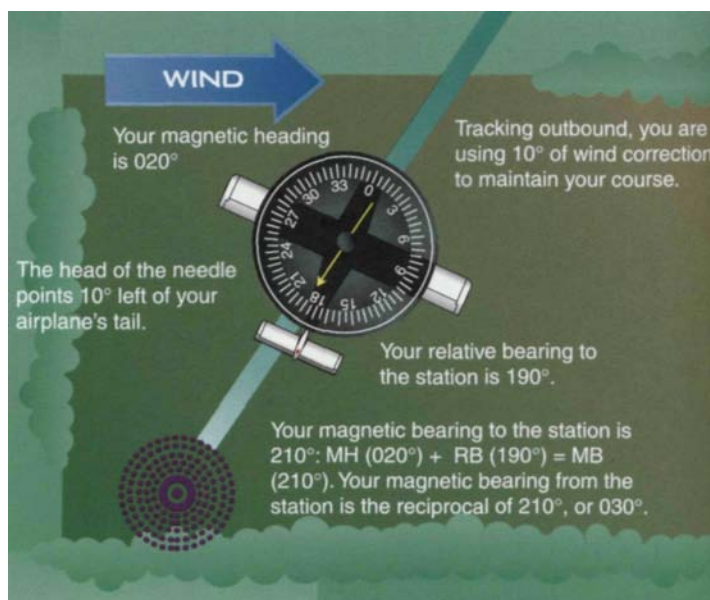 WIND
Your magnetic heading
is 020°
Tracking outbound, you are
using 10° of wind correction
to maintain your course.
33 0 3 6 9 12 15 18 21 24 27 30
The head of the needle
points 10° left of your
airplane's tail.
Your relative bearing to
the station is 190°.
Your magnetic bearing to the station is
210°: MH (020°) + RB (190°) = MB
(210°). Your magnetic bearing from the
station is the reciprocal of 210°, or 030°.